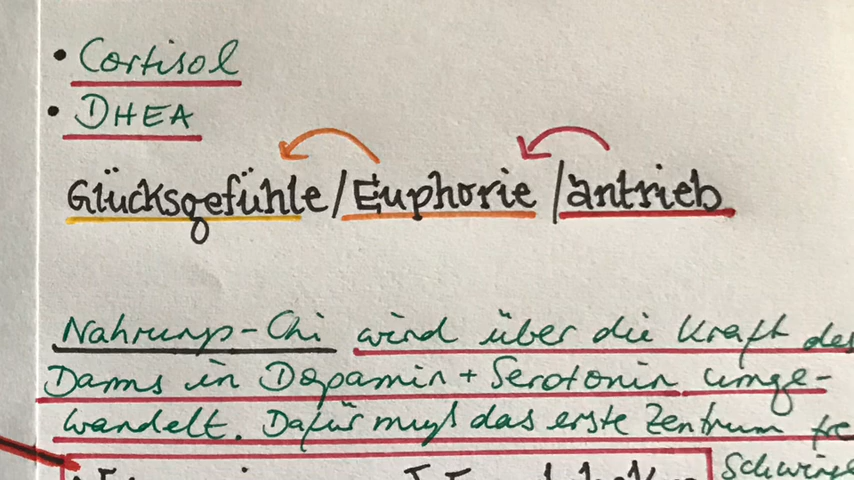 • Cortisol
• DHEA
Glücksgefühle/Euphorie/antrieb
Nahrungs-Chi wird über die Kraft des
Darms in Dopamin + Serotonin umge-
wandelt. Dafür muß das erste Zentrum